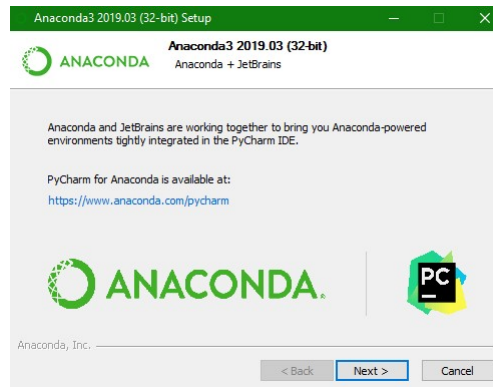 Anaconda3 2019.03 (32-bit) Setup
Anaconda3 2019.03 (32-bit)
ANACONDA
Anaconda + JetBrains
Anaconda and JetBrains are working together to bring you Anaconda-powered
environments tightly integrated in the PyCharm IDE.
PyCharm for Anaconda is available at:
https://www.anaconda.com/pycharm
ANACONDA.
PC
Anaconda, Inc.
< Back Next > Cancel